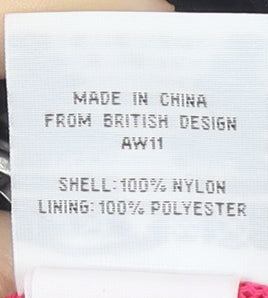 MADE IN CHINA
FROM BRITISH DESIGN
AW11
SHELL: 100% NYLON
LINING: 100% POLYESTER